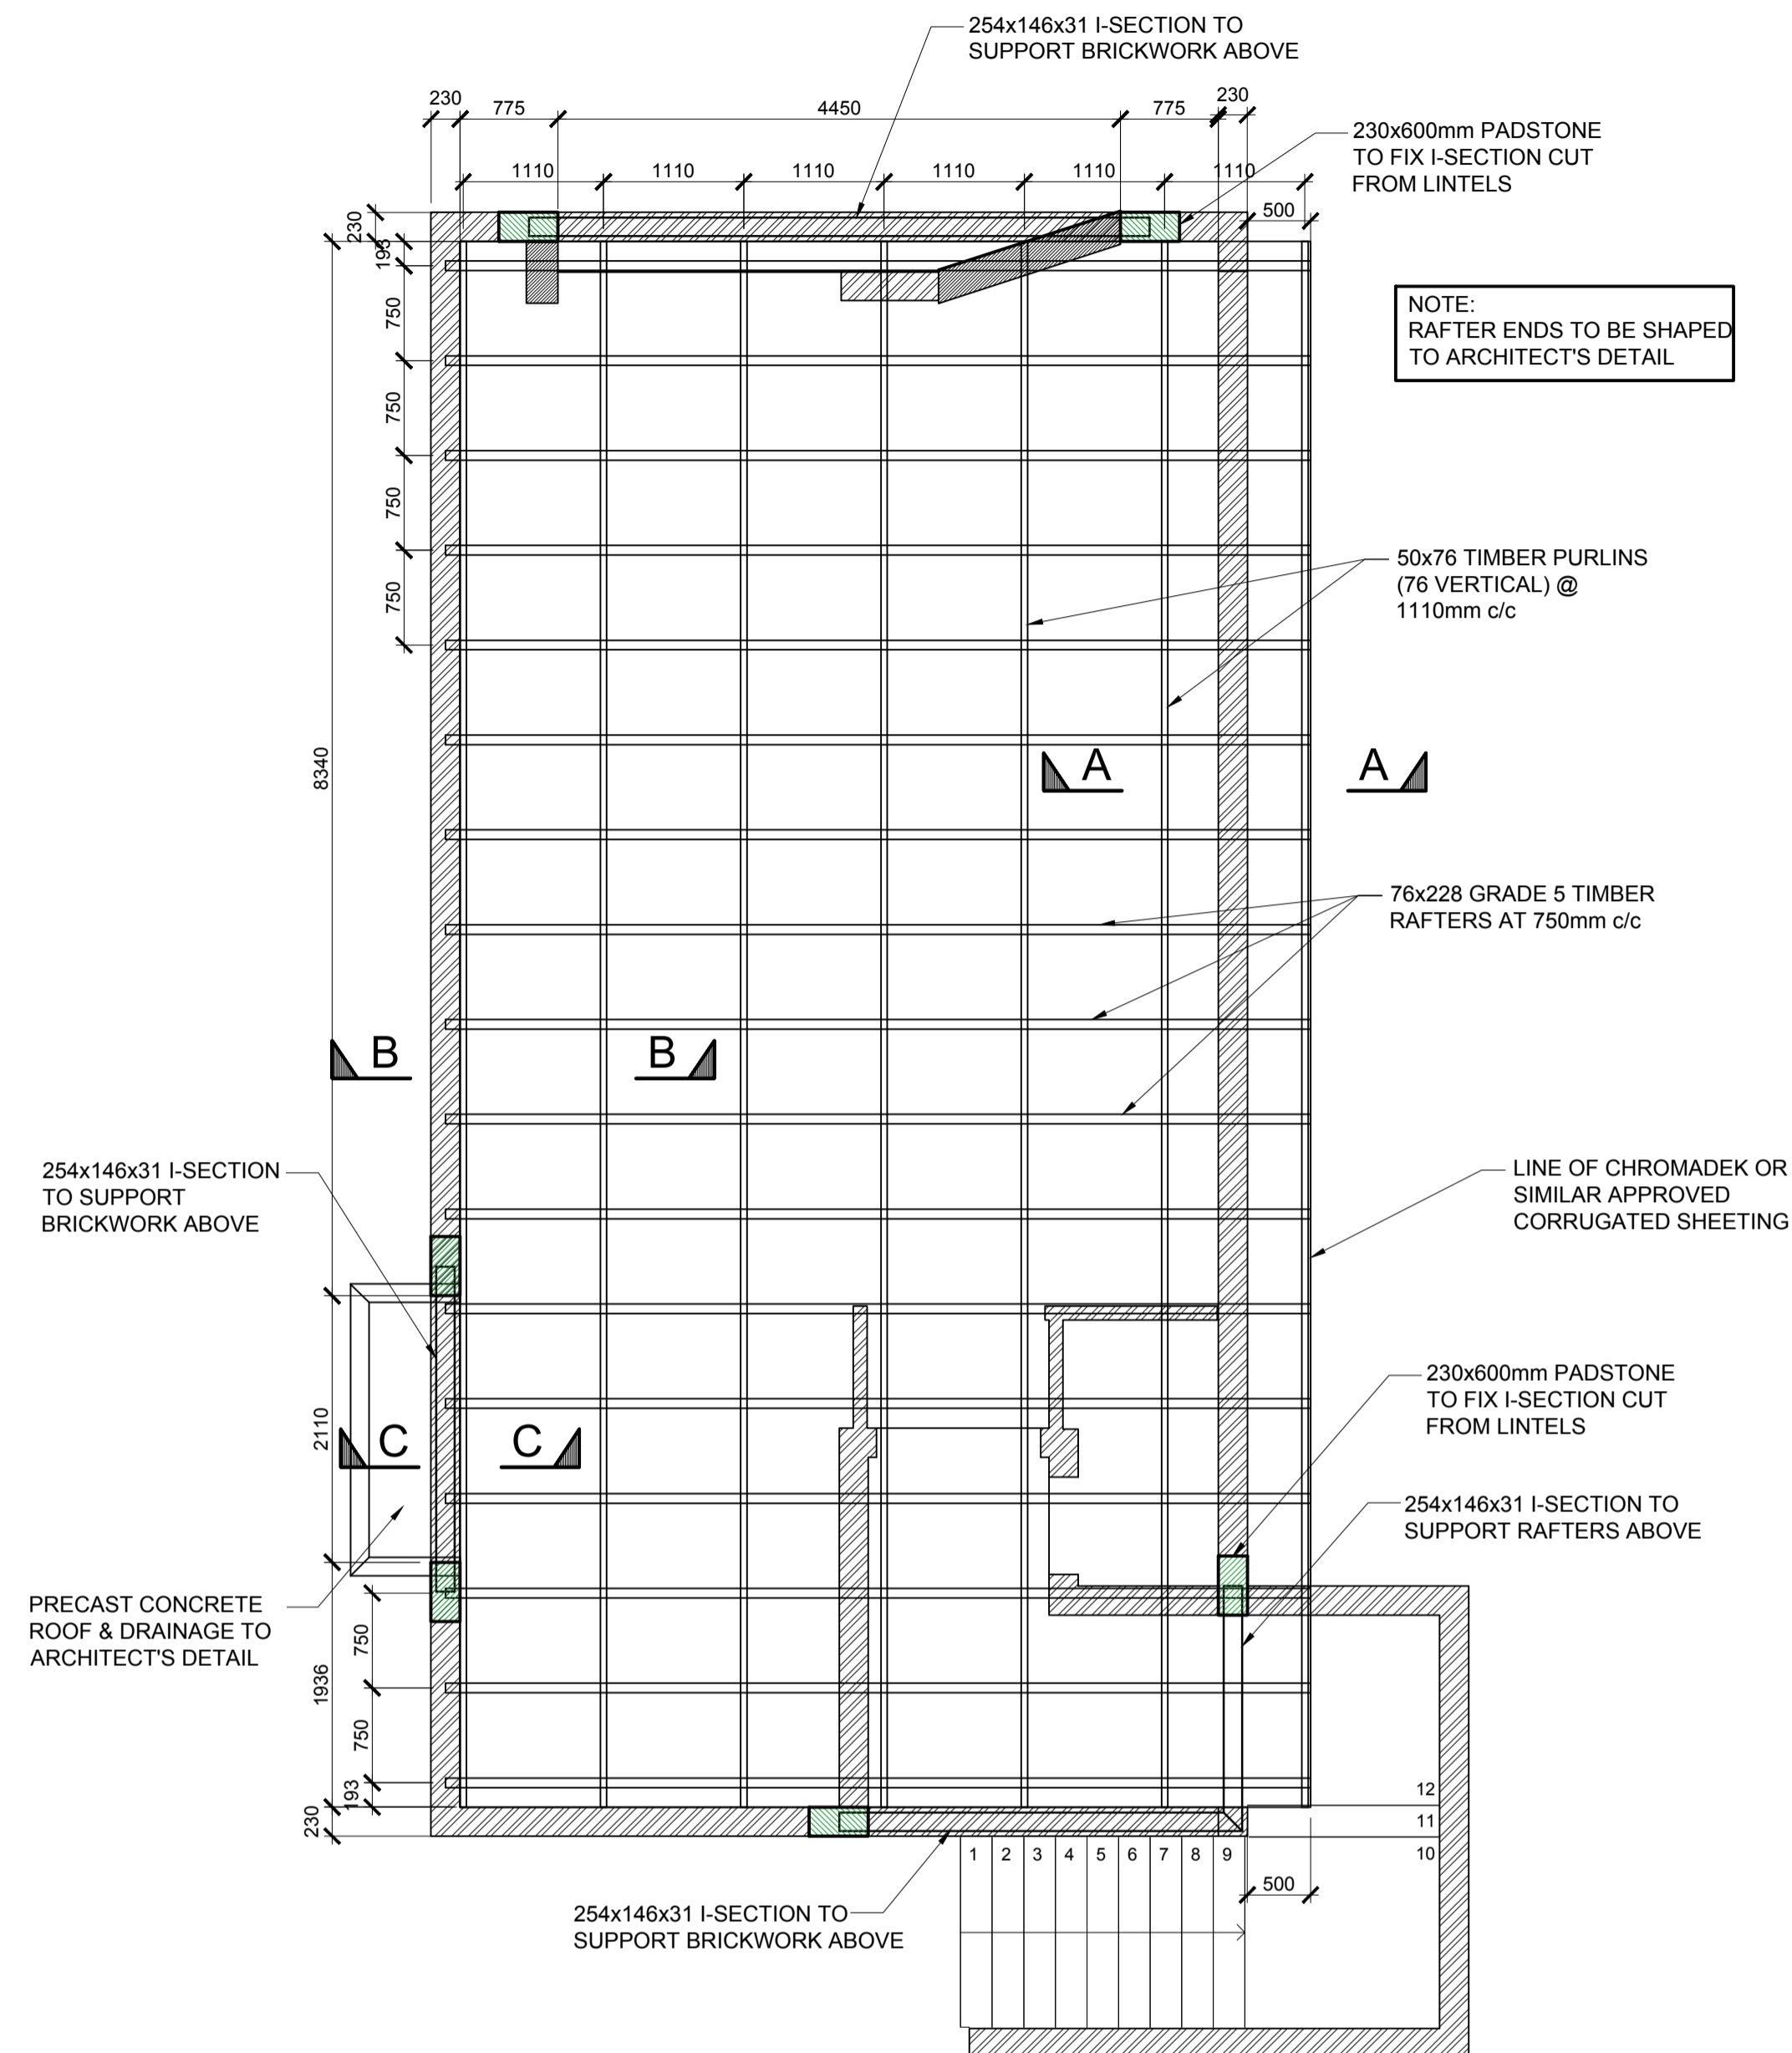 254x146x31 I-SECTION TO
SUPPORT BRICKWORK ABOVE
230
775
4450
775
230
230x600mm PADSTONE
TO FIX I-SECTION CUT
FROM LINTELS
1110
1110
1110
1110
1110
1110
500
230
193
NOTE:
RAFTER ENDS TO BE SHAPED
TO ARCHITECT'S DETAIL
750
750
750
750
50x76 TIMBER PURLINS
(76 VERTICAL) @
1110mm c/c
8340
A
A
76x228 GRADE 5 TIMBER
RAFTERS AT 750mm c/c
B
B
254x146x31 I-SECTION
TO SUPPORT
BRICKWORK ABOVE
LINE OF CHROMADEK OR
SIMILAR APPROVED
CORRUGATED SHEETING
230x600mm PADSTONE
TO FIX I-SECTION CUT
FROM LINTELS
2110
C
C
254x146x31 I-SECTION TO
SUPPORT RAFTERS ABOVE
PRECAST CONCRETE
ROOF & DRAINAGE TO
ARCHITECT'S DETAIL
750
1936
750
193
230
12
11
10
1 2 3 4 5 6 7 8 9
500
254x146x31 I-SECTION TO
SUPPORT BRICKWORK ABOVE